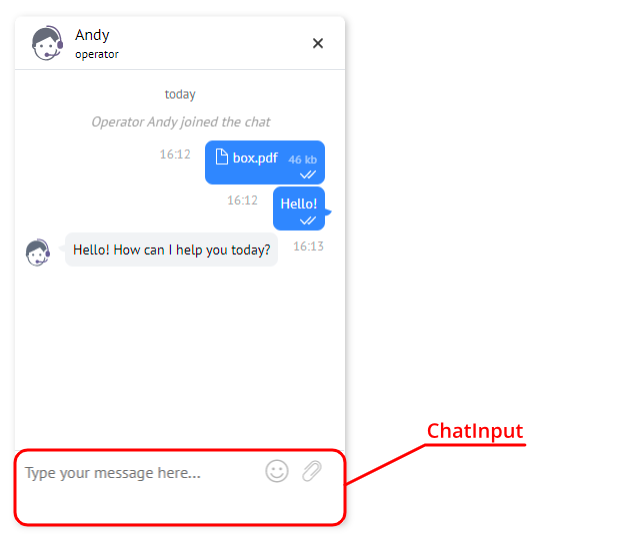 Andy
operator
today
Operator Andy joined the chat
16:12 box.pdf 46 kb
16:12 Hello!
Hello! How can I help you today? 16:13
ChatInput
Type your message here...